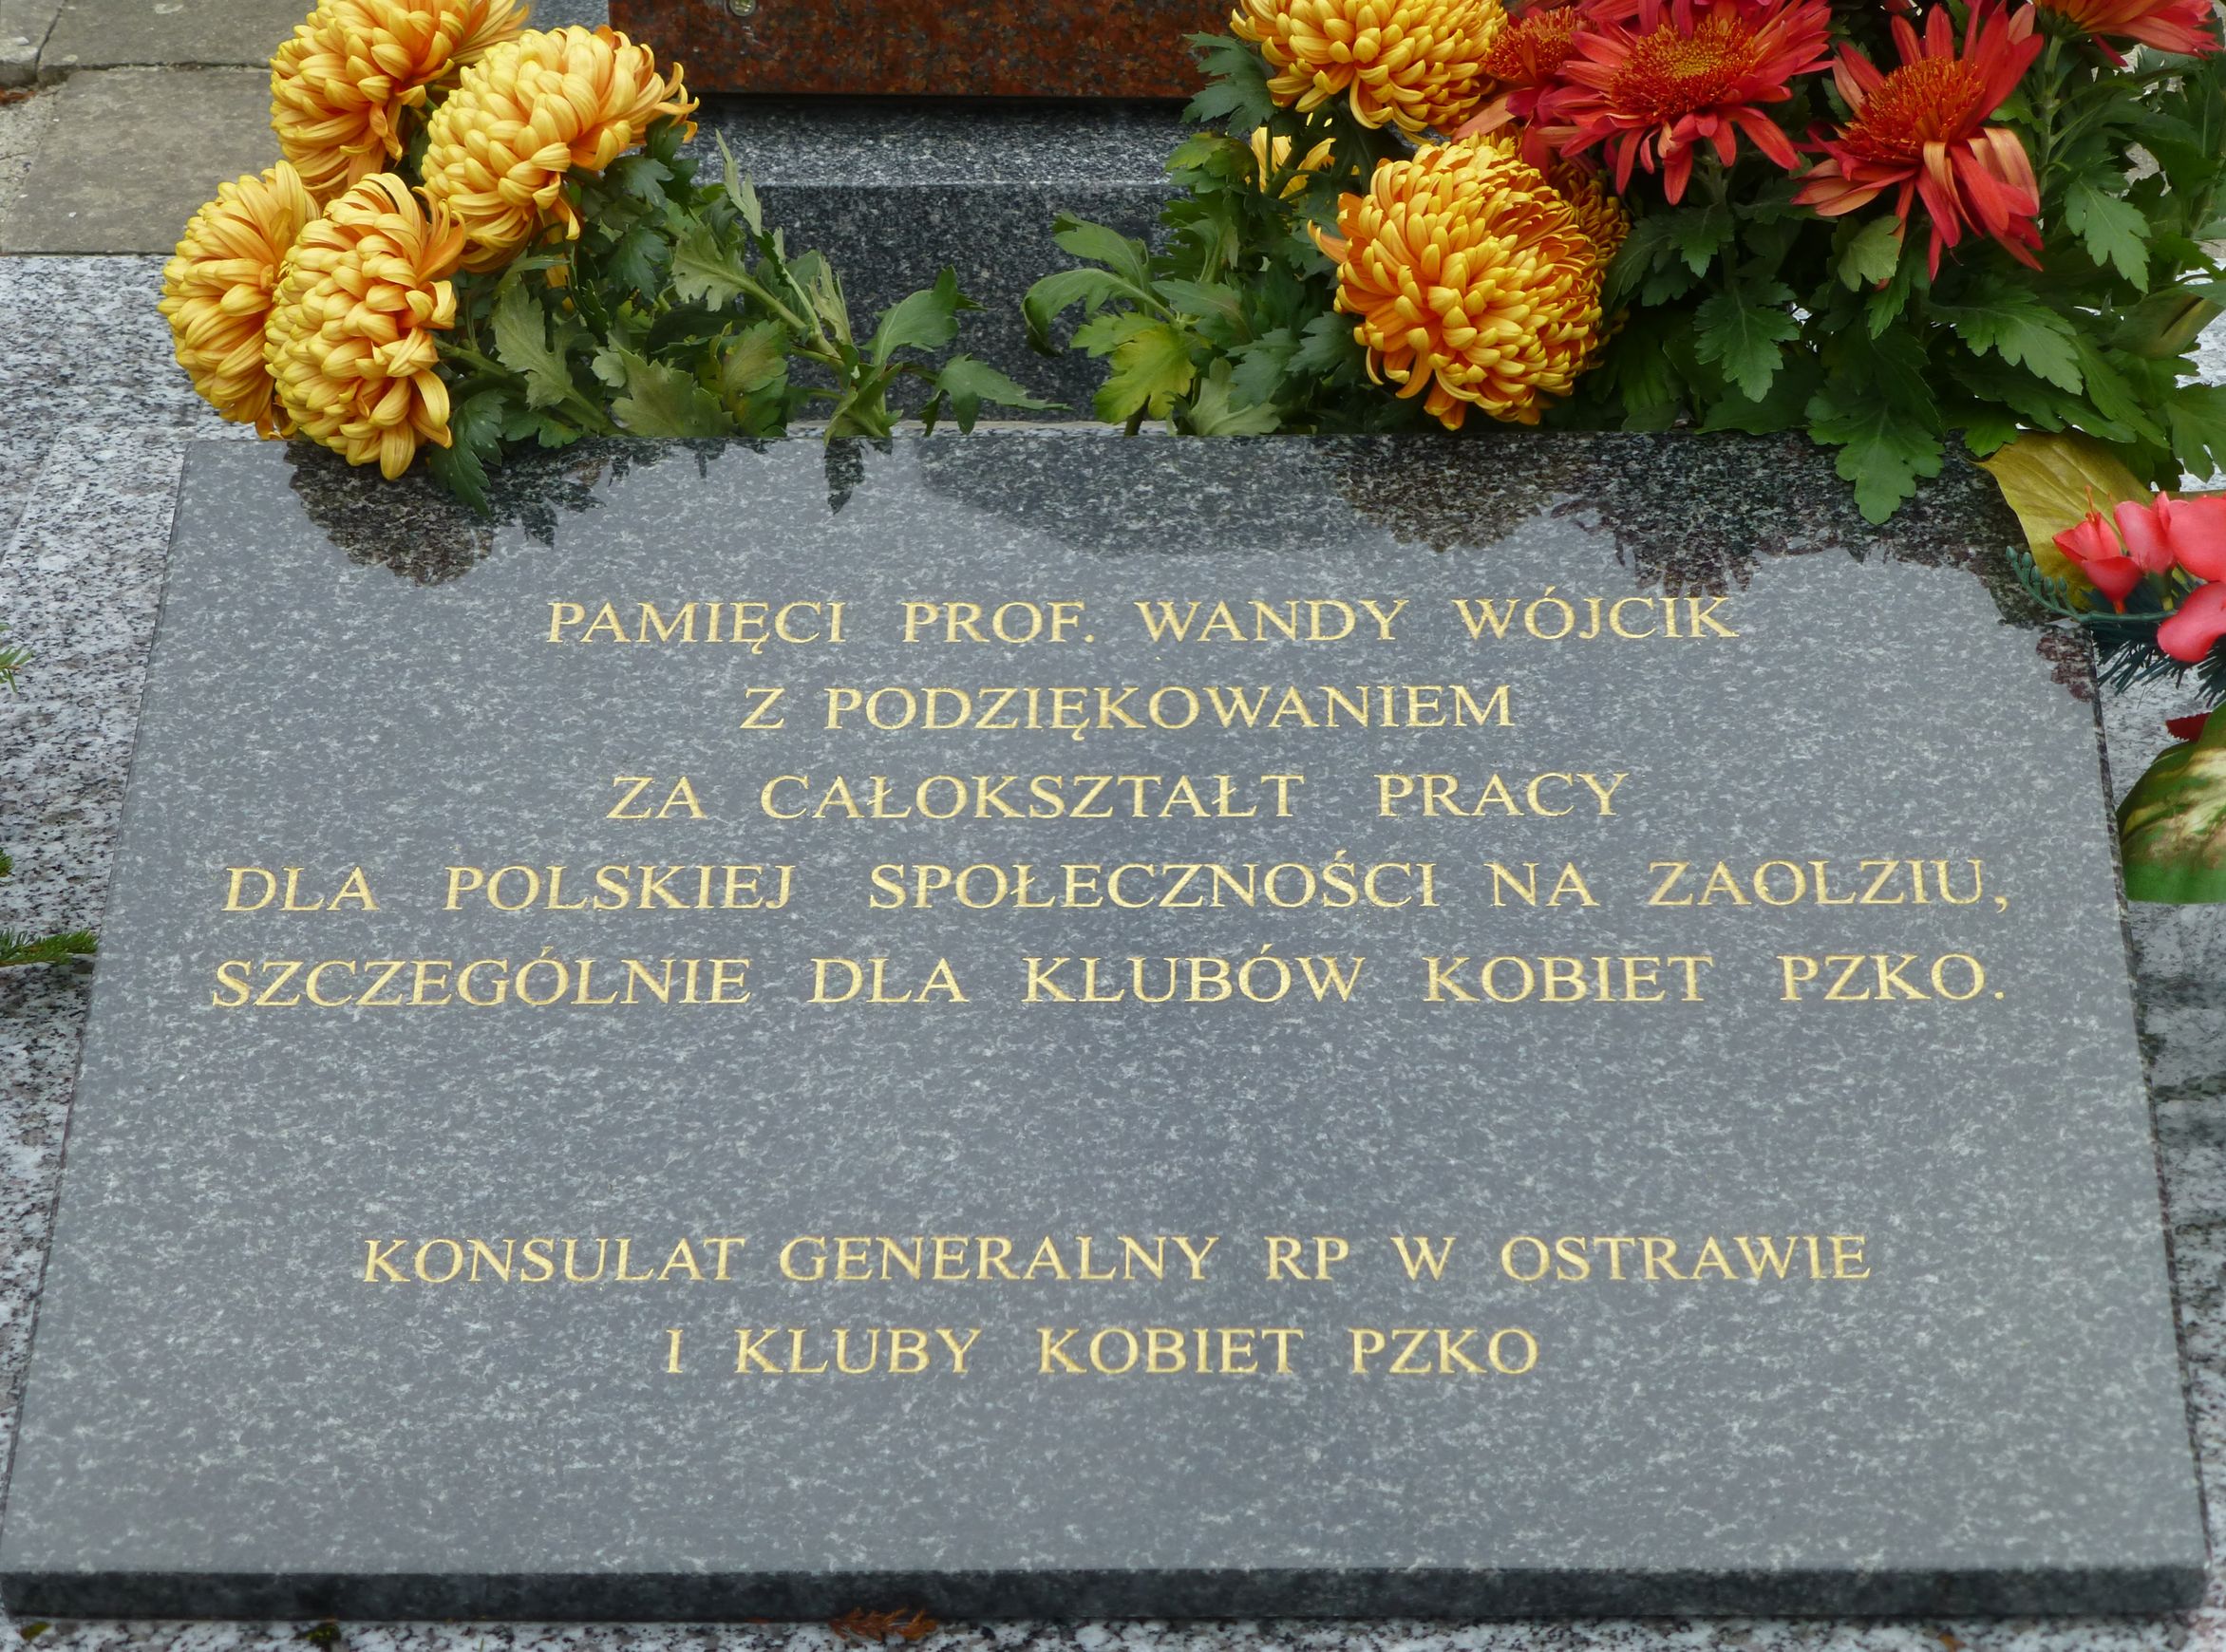 PAMIĘCI PROF. WANDY WÓJCIK
Z PODZIĘKOWANIEM
ZA CAŁOKSZTAŁT PRACY
DLA POLSKIEJ SPOŁECZNOŚCI NA ZAOLZIU,
SZCZEGÓLNIE DLA KLUBÓW KOBIET PZKO.
KONSULAT GENERALNY RP W OSTRAWIE
I KLUBY KOBIET PZKO